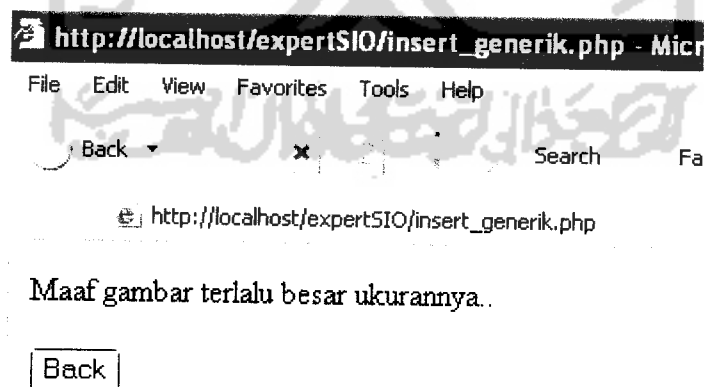 http://localhost/expertSIO/insert_generik.php - Micr
File Edit View Favorites Tools Help
Back Search Fa
http://localhost/expertSIO/insert_generik.php
Maaf gambar terlalu besar ukurannya..
Back